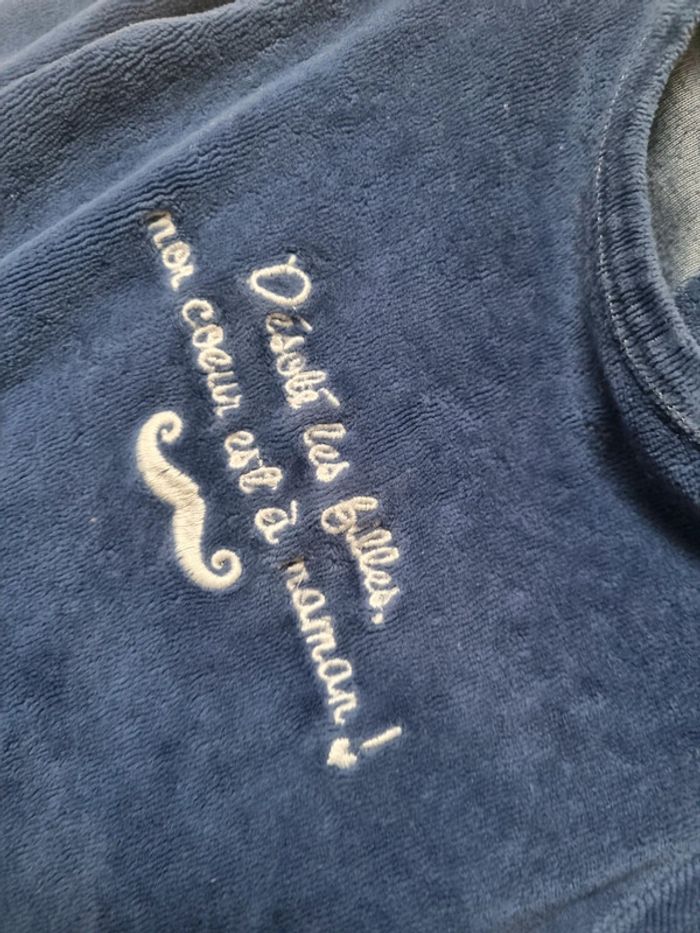 Désolé les filles,
mon coeur est à maman !